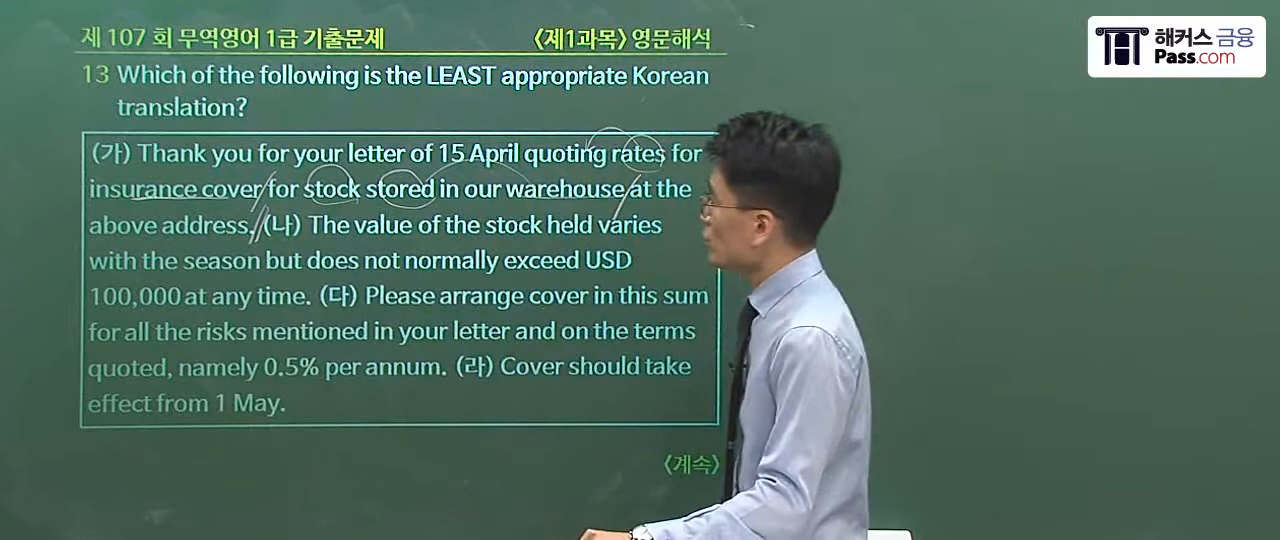 제 107 회 무역영어 1급 기출문제 〈제1과목〉 영문해석
해커스 금융
Pass.com
13 Which of the following is the LEAST appropriate Korean
translation?
(가) Thank you for your letter of 15 April quoting rates for
insurance cover for stock stored in our warehouse at the
above address. (나) The value of the stock held varies
with the season but does not normally exceed USD
100,000 at any time. (다) Please arrange cover in this sum
for all the risks mentioned in your letter and on the terms
quoted, namely 0.5% per annum. (라) Cover should take
effect from 1 May.
〈계속〉